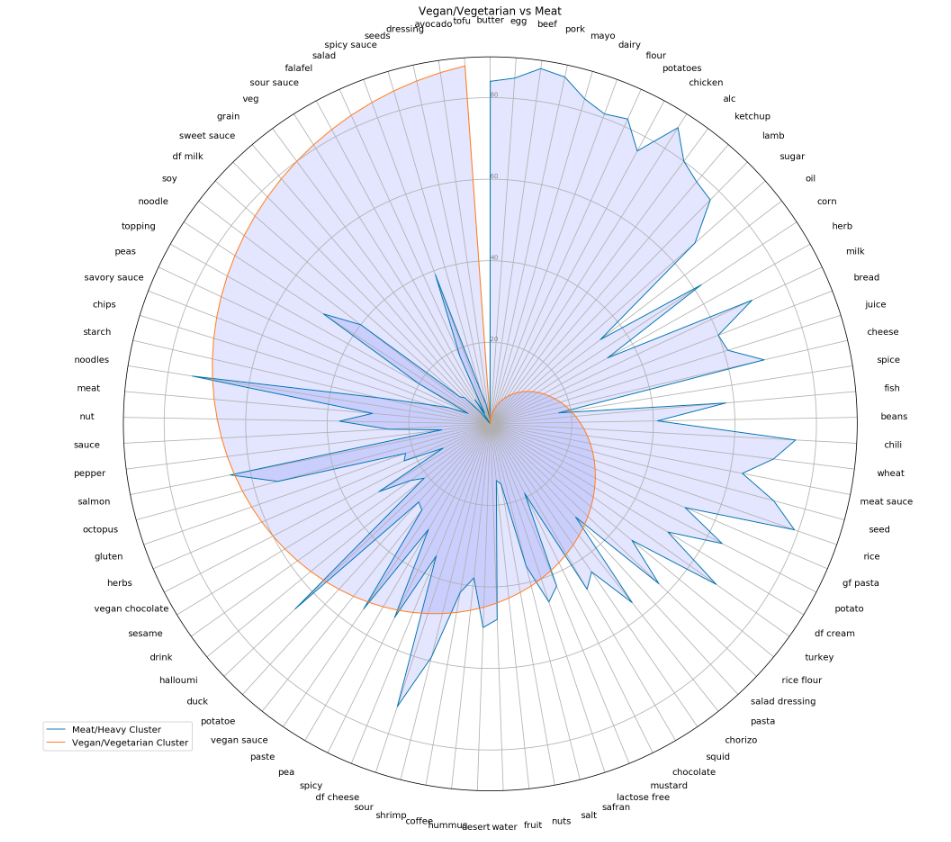 Vegan/Vegetarian vs Meat
butter
egg
beef
pork
mayo
dairy
flour
potatoes
chicken
alc
ketchup
lamb
sugar
oil
corn
herb
milk
bread
juice
cheese
spice
fish
beans
chili
wheat
meat sauce
seed
rice
gf pasta
potato
df cream
turkey
rice flour
salad dressing
pasta
chorizo
squid
chocolate
mustard
lactose free
safran
salt
nuts
fruit
water
desert
hummus
coffee
shrimp
sour
df cheese
spicy
pea
paste
vegan sauce
potatoe
duck
halloumi
drink
sesame
vegan chocolate
herbs
gluten
octopus
salmon
pepper
sauce
nut
meat
noodles
starch
chips
savory sauce
peas
topping
noodle
soy
df milk
sweet sauce
grain
veg
sour sauce
falafel
salad
spicy sauce
seeds
dressing
avocado
tofu
80
60
40
20
Meat/Heavy Cluster
Vegan/Vegetarian Cluster